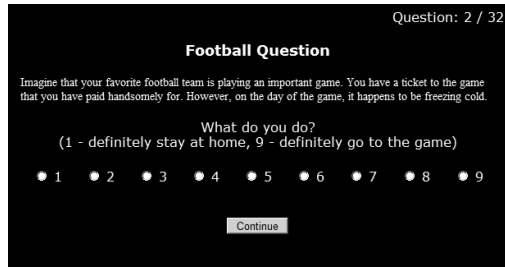 Question: 2 / 32
Football Question
Imagine that your favorite football team is playing an important game. You have a ticket to the game
that you have paid handsomely for. However, on the day of the game, it happens to be freezing cold.
What do you do?
(1 - definitely stay at home, 9 - definitely go to the game)
1 2 3 4 5 6 7 8 9
Continue